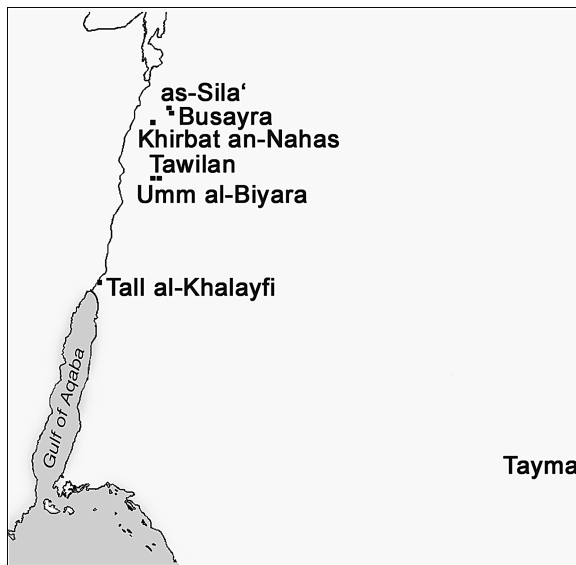 as-Sila‘
Busayra
Khirbat an-Nahas
Tawilan
Umm al-Biyara
Tall al-Khalayfi
Gulf of Aqaba
Tayma